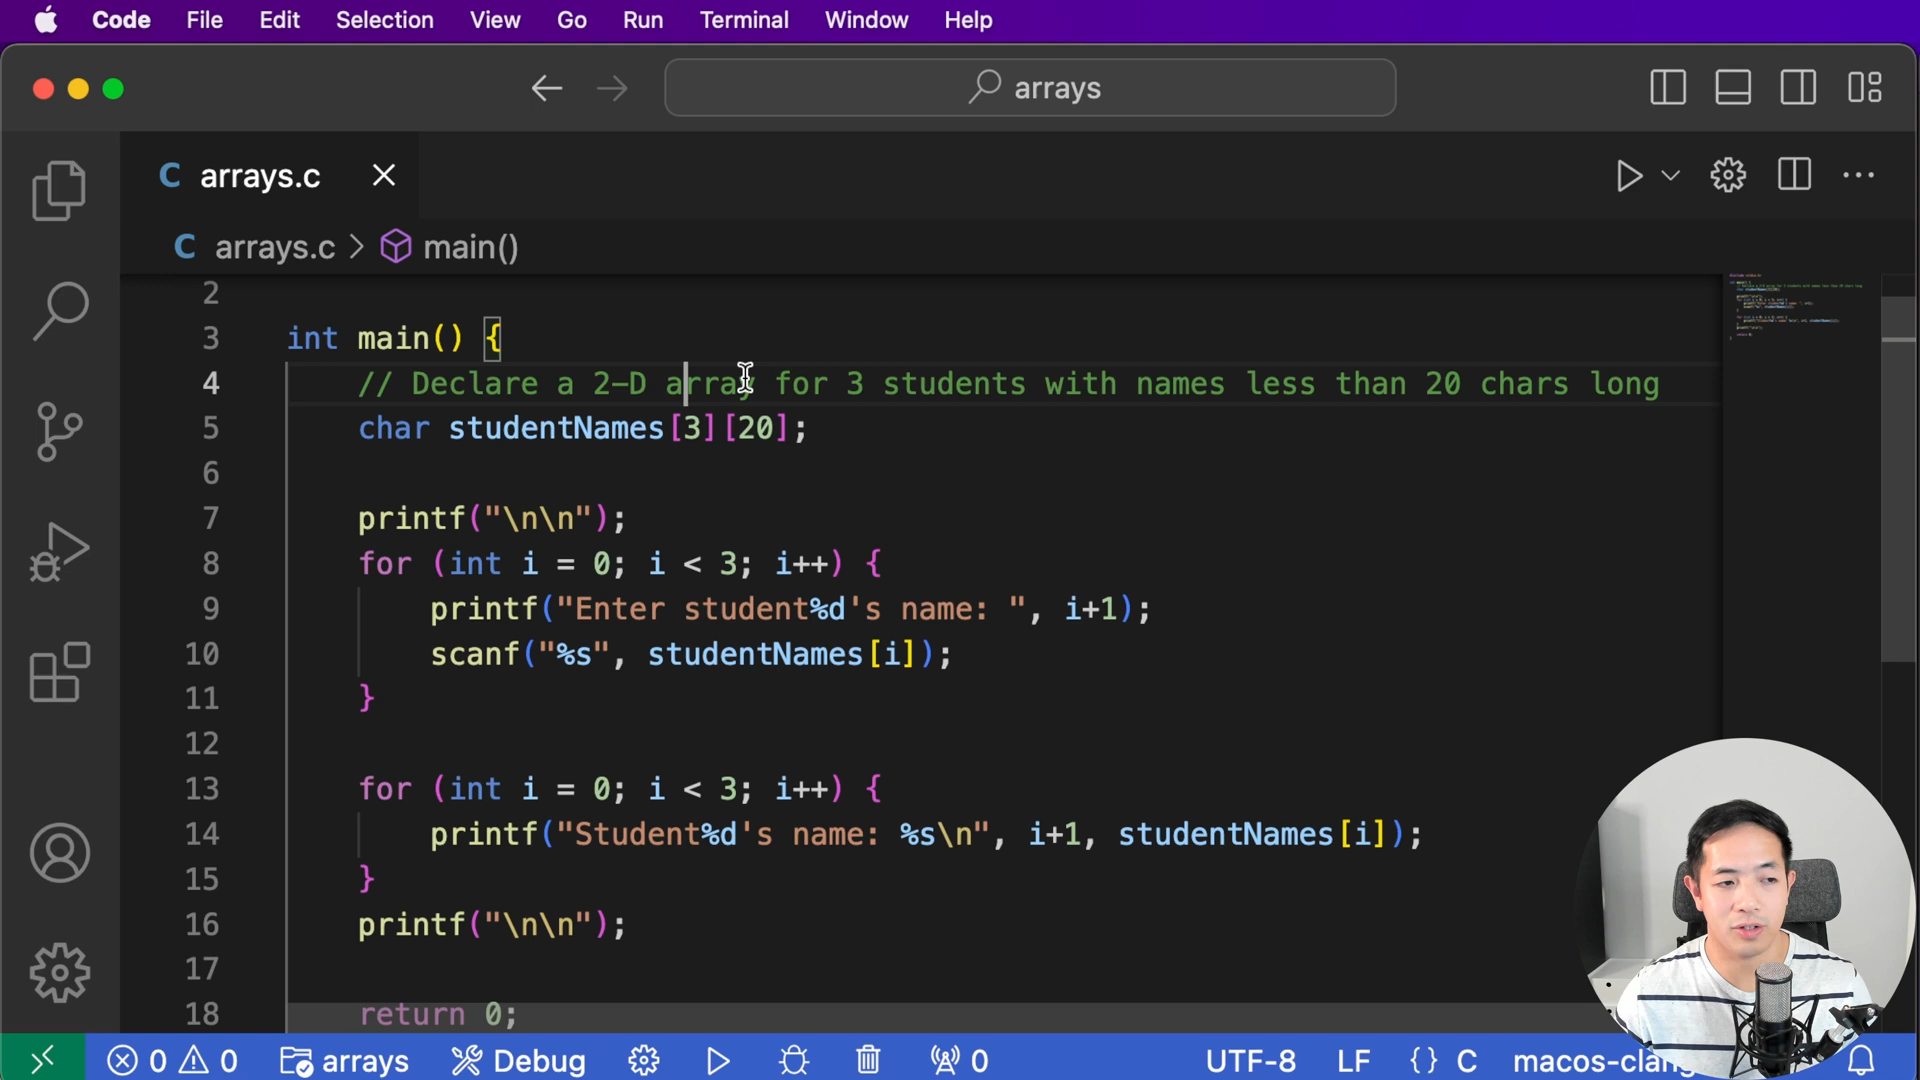 Code File Edit Selection View Go Run Terminal Window Help
arrays
C arrays.c
C arrays.c > main()
2
3 int main() {
4 // Declare a 2-D array for 3 students with names less than 20 chars long
5 char studentNames[3][20];
6
7 printf("\n\n");
8 for (int i = 0; i < 3; i++) {
9 printf("Enter student%d's name: ", i+1);
10 scanf("%s", studentNames[i]);
11 }
12
13 for (int i = 0; i < 3; i++) {
14 printf("Student%d's name: %s\n", i+1, studentNames[i]);
15 }
16 printf("\n\n");
17
18 return 0;
0 0 arrays Debug 0 UTF-8 LF {} C